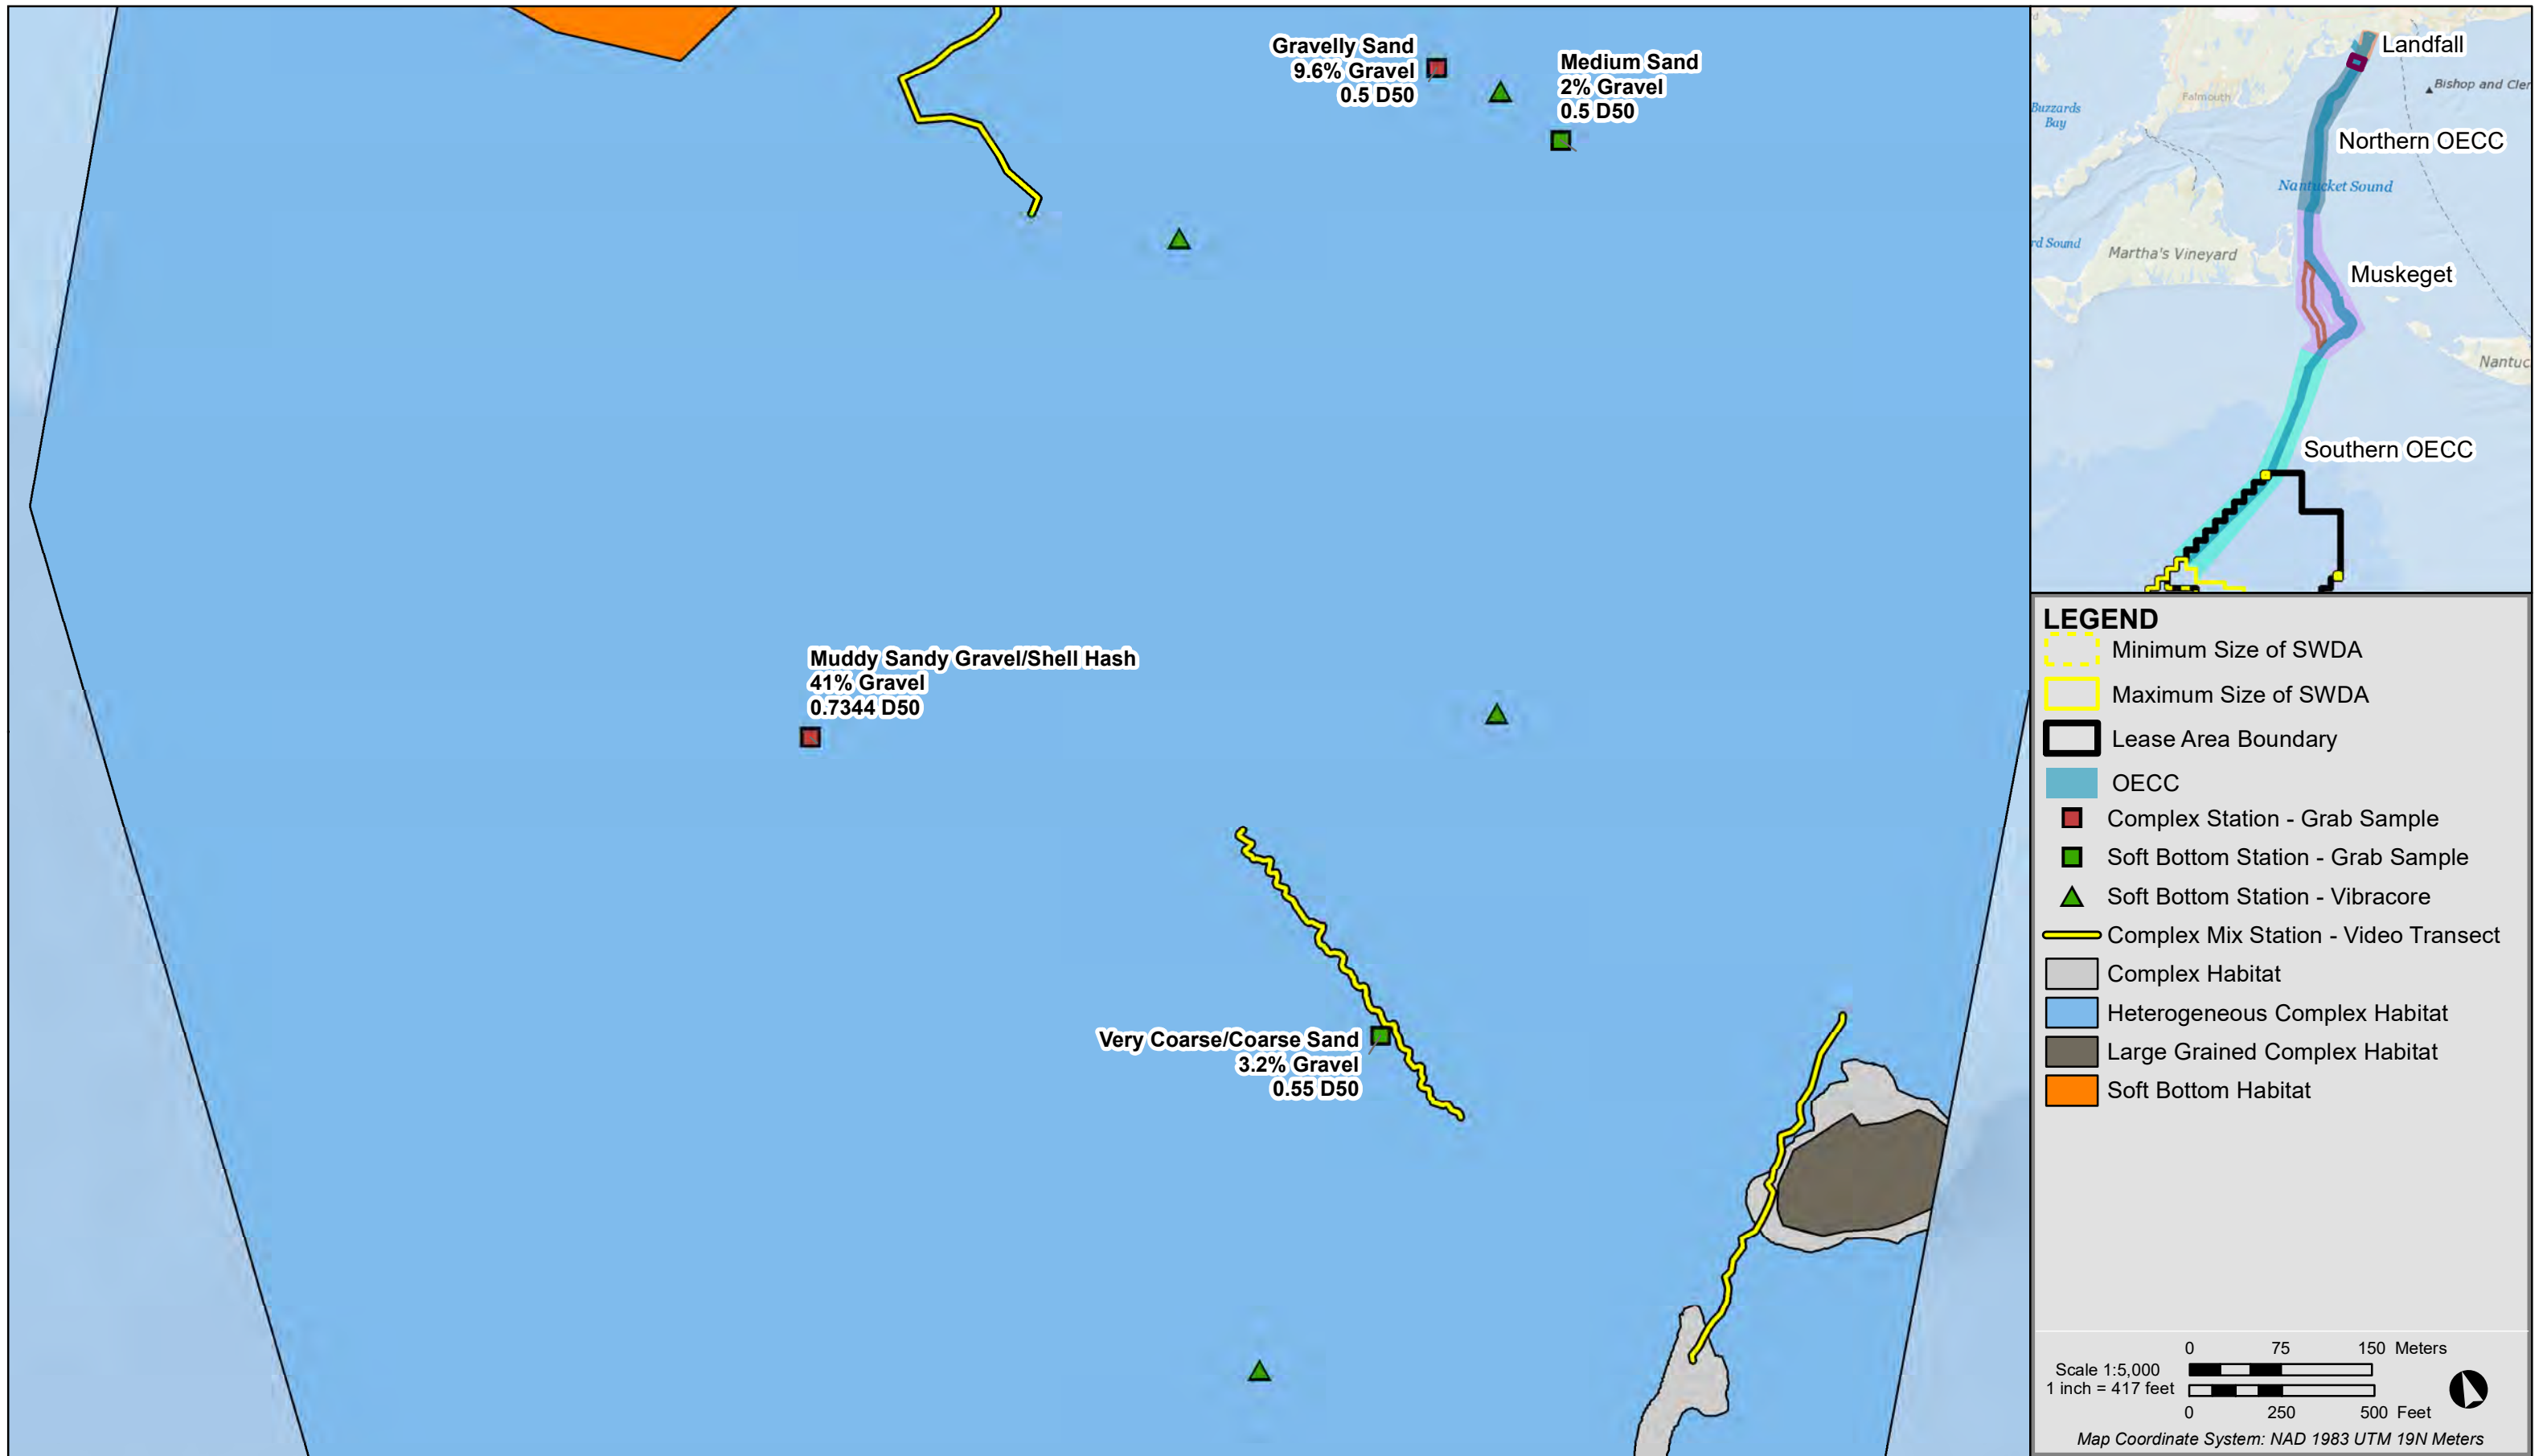 Gravelly Sand
9.6% Gravel
0.5 D50
Medium Sand
2% Gravel
0.5 D50
Muddy Sandy Gravel/Shell Hash
41% Gravel
0.7344 D50
Very Coarse/Coarse Sand
3.2% Gravel
0.55 D50
Landfall
Bishop and Cler
Falmouth
Buzzards
Bay
Northern OECC
Nantucket Sound
rd Sound
Martha's Vineyard
Muskeget
Nantuc
Southern OECC
LEGEND
Minimum Size of SWDA
Maximum Size of SWDA
Lease Area Boundary
OECC
Complex Station - Grab Sample
Soft Bottom Station - Grab Sample
Soft Bottom Station - Vibracore
Complex Mix Station - Video Transect
Complex Habitat
Heterogeneous Complex Habitat
Large Grained Complex Habitat
Soft Bottom Habitat
0 75 150 Meters
Scale 1:5,000
1 inch = 417 feet
0 250 500 Feet
Map Coordinate System: NAD 1983 UTM 19N Meters